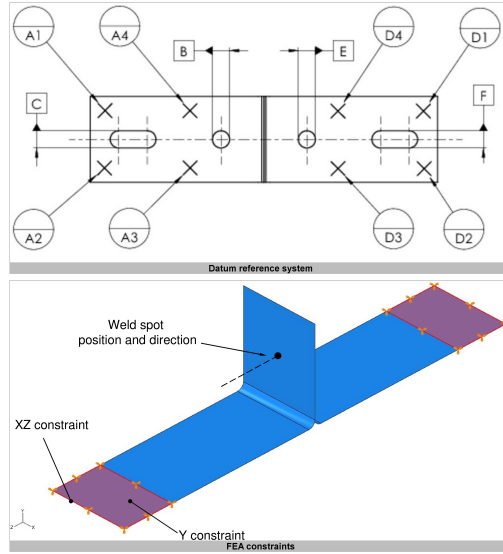 A1
A4
B
E
D4
D1
C
F
A2
A3
D3
D2
Datum reference system
Weld spot
position and direction
XZ constraint
Y constraint
Y
Z
X
FEA constraints